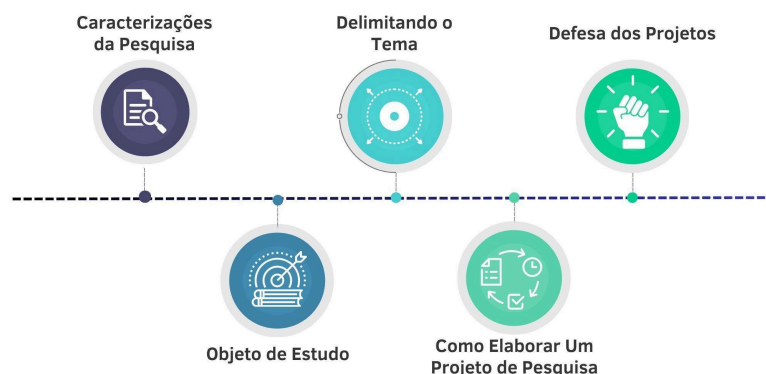 Caracterizações
da Pesquisa
Objeto de Estudo
Delimitando o
Tema
Como Elaborar Um
Projeto de Pesquisa
Defesa dos Projetos